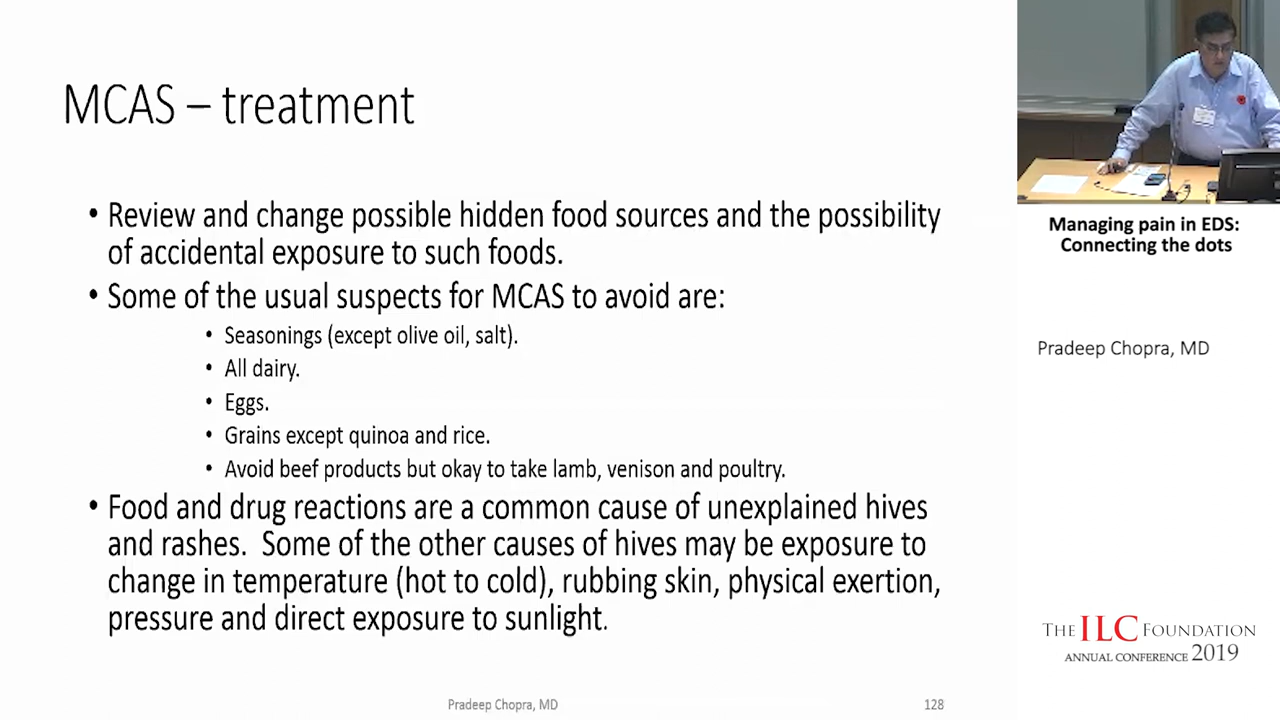 MCAS – treatment
• Review and change possible hidden food sources and the possibility
of accidental exposure to such foods.
• Some of the usual suspects for MCAS to avoid are:
• Seasonings (except olive oil, salt).
• All dairy.
• Eggs.
• Grains except quinoa and rice.
• Avoid beef products but okay to take lamb, venison and poultry.
• Food and drug reactions are a common cause of unexplained hives
and rashes.  Some of the other causes of hives may be exposure to
change in temperature (hot to cold), rubbing skin, physical exertion,
pressure and direct exposure to sunlight.
Pradeep Chopra, MD
128
Managing pain in EDS:
Connecting the dots
Pradeep Chopra, MD
THE ILC FOUNDATION
ANNUAL CONFERENCE 2019